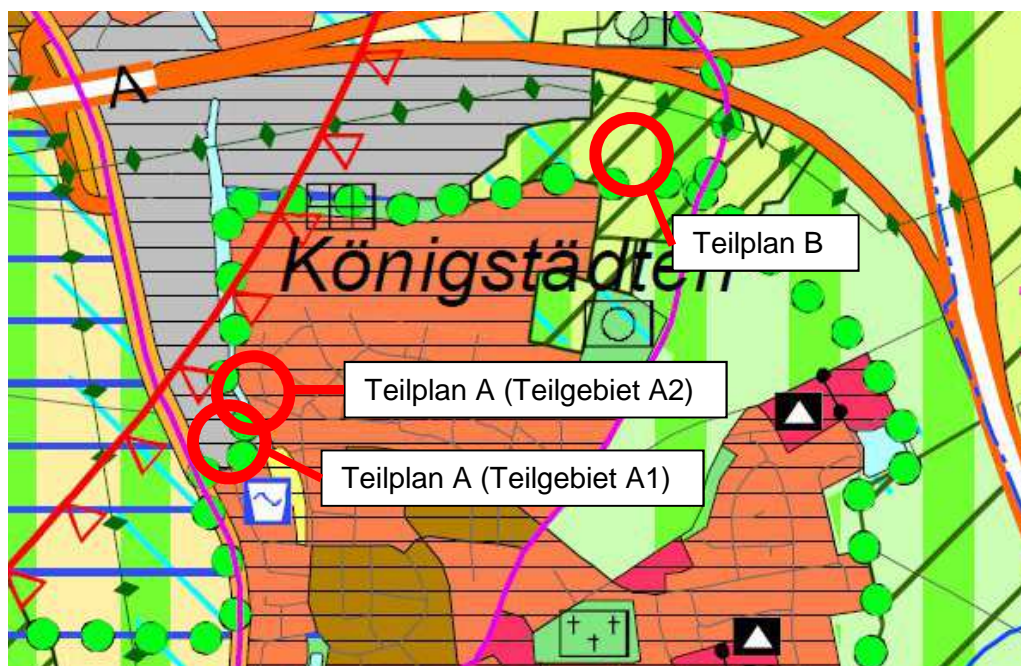 A
Königstädten
Teilplan B
Teilplan A (Teilgebiet A2)
Teilplan A (Teilgebiet A1)